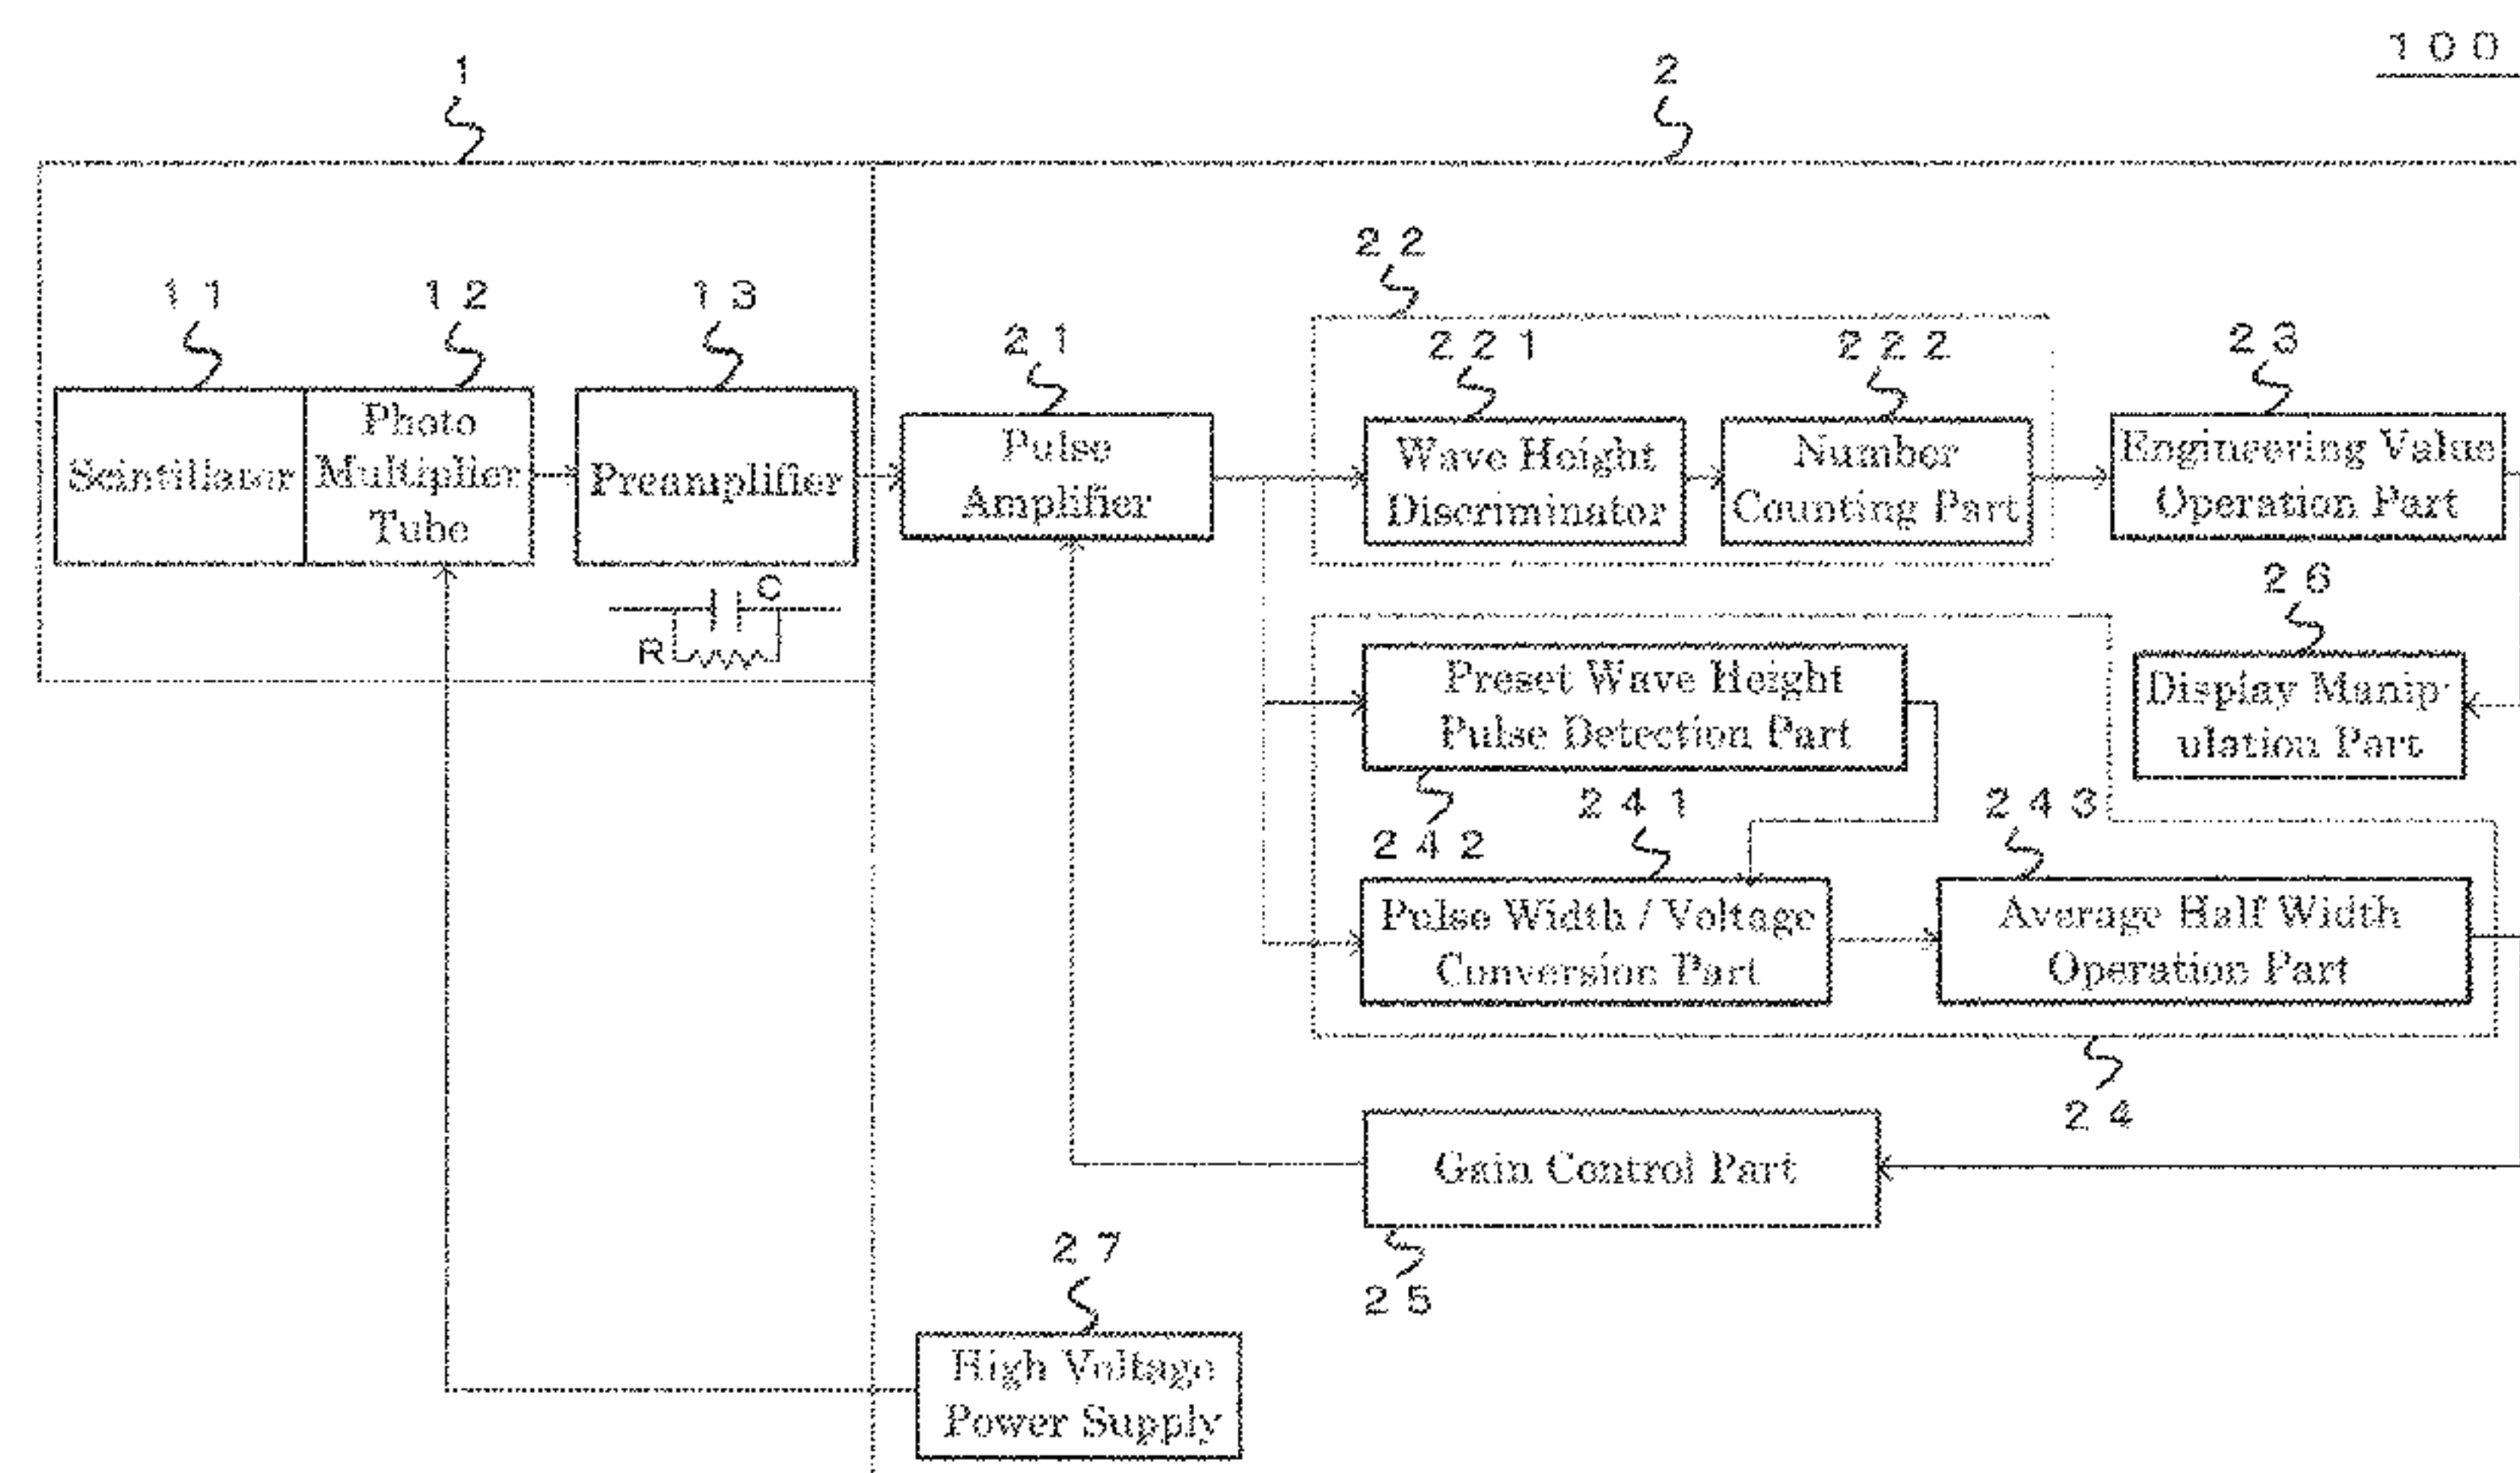 100
1
2
11
12
13
21
22
221
222
23
Scintillator
Photo
Multiplier
Tube
Preamplifier
Pulse
Amplifier
Wave Height
Discriminator
Number
Counting Part
Engineering Value
Operation Part
C
R
26
Preset Wave Height
Pulse Detection Part
Display Manip-
ulation Part
242
241
243
Pulse Width / Voltage
Conversion Part
Average Half Width
Operation Part
24
Gain Control Part
25
27
High Voltage
Power Supply